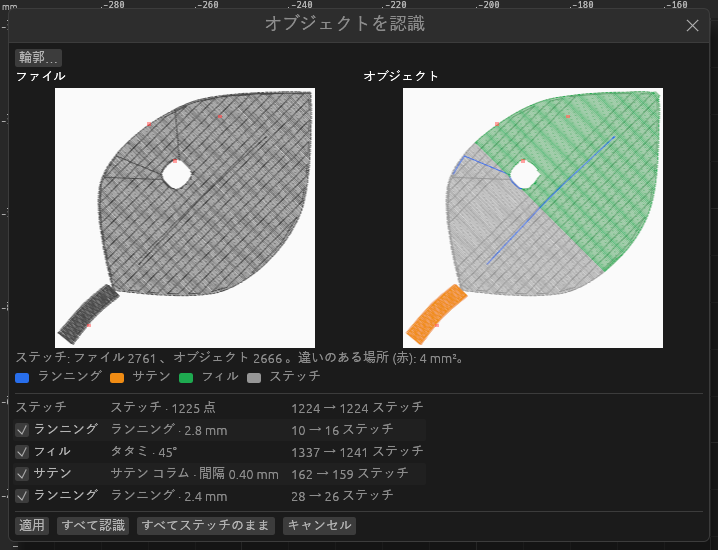 mm -280 -260 -240 -220 -200 -180 -160
オブジェクトを認識
輪郭...
ファイル オブジェクト
ステッチ: ファイル 2761 、オブジェクト 2666 。違いのある場所 (赤): 4 mm²。
ランニング サテン フィル ステッチ
ステッチ ステッチ · 1225 点 1224 → 1224 ステッチ
ランニング ランニング · 2.8 mm 10 → 16 ステッチ
フィル タタミ · 45° 1337 → 1241 ステッチ
サテン サテン コラム · 間隔 0.40 mm 162 → 159 ステッチ
ランニング ランニング · 2.4 mm 28 → 26 ステッチ
適用 すべて認識 すべてステッチのまま キャンセル